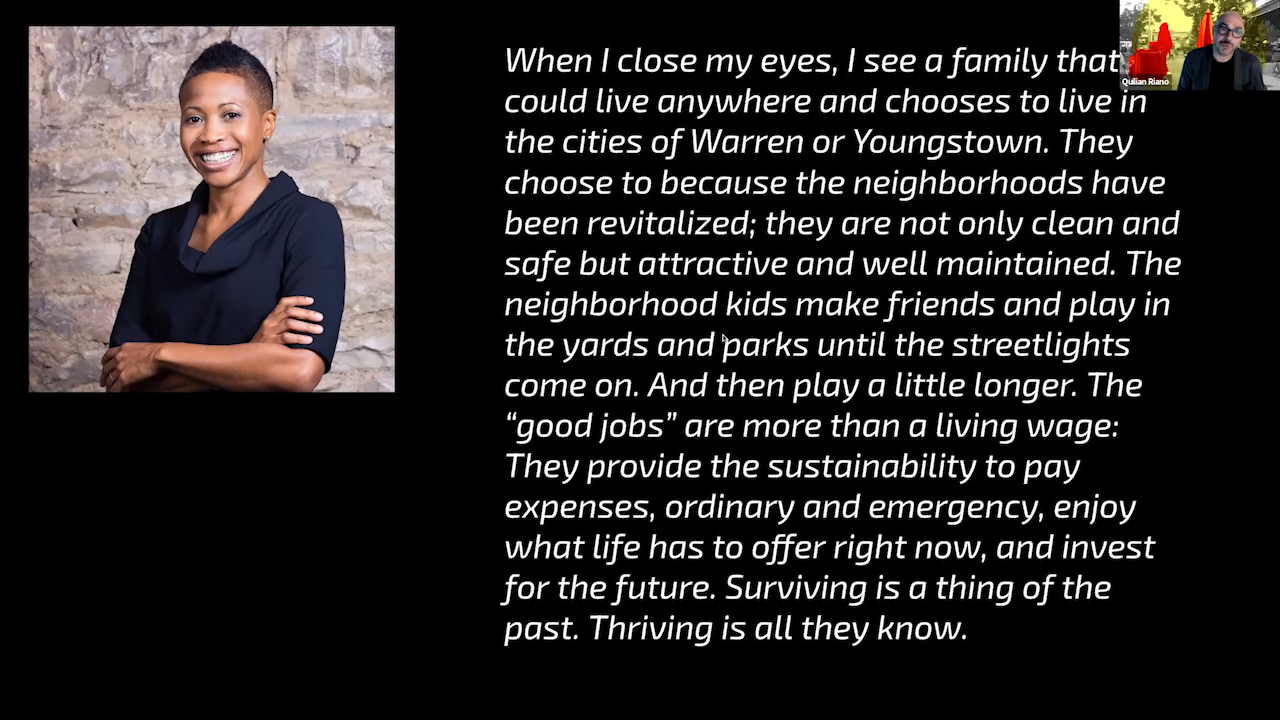 When I close my eyes, I see a family that
could live anywhere and chooses to live in
the cities of Warren or Youngstown. They
choose to because the neighborhoods have
been revitalized; they are not only clean and
safe but attractive and well maintained. The
neighborhood kids make friends and play in
the yards and parks until the streetlights
come on. And then play a little longer. The
“good jobs” are more than a living wage:
They provide the sustainability to pay
expenses, ordinary and emergency, enjoy
what life has to offer right now, and invest
for the future. Surviving is a thing of the
past. Thriving is all they know.
Quilian Riano